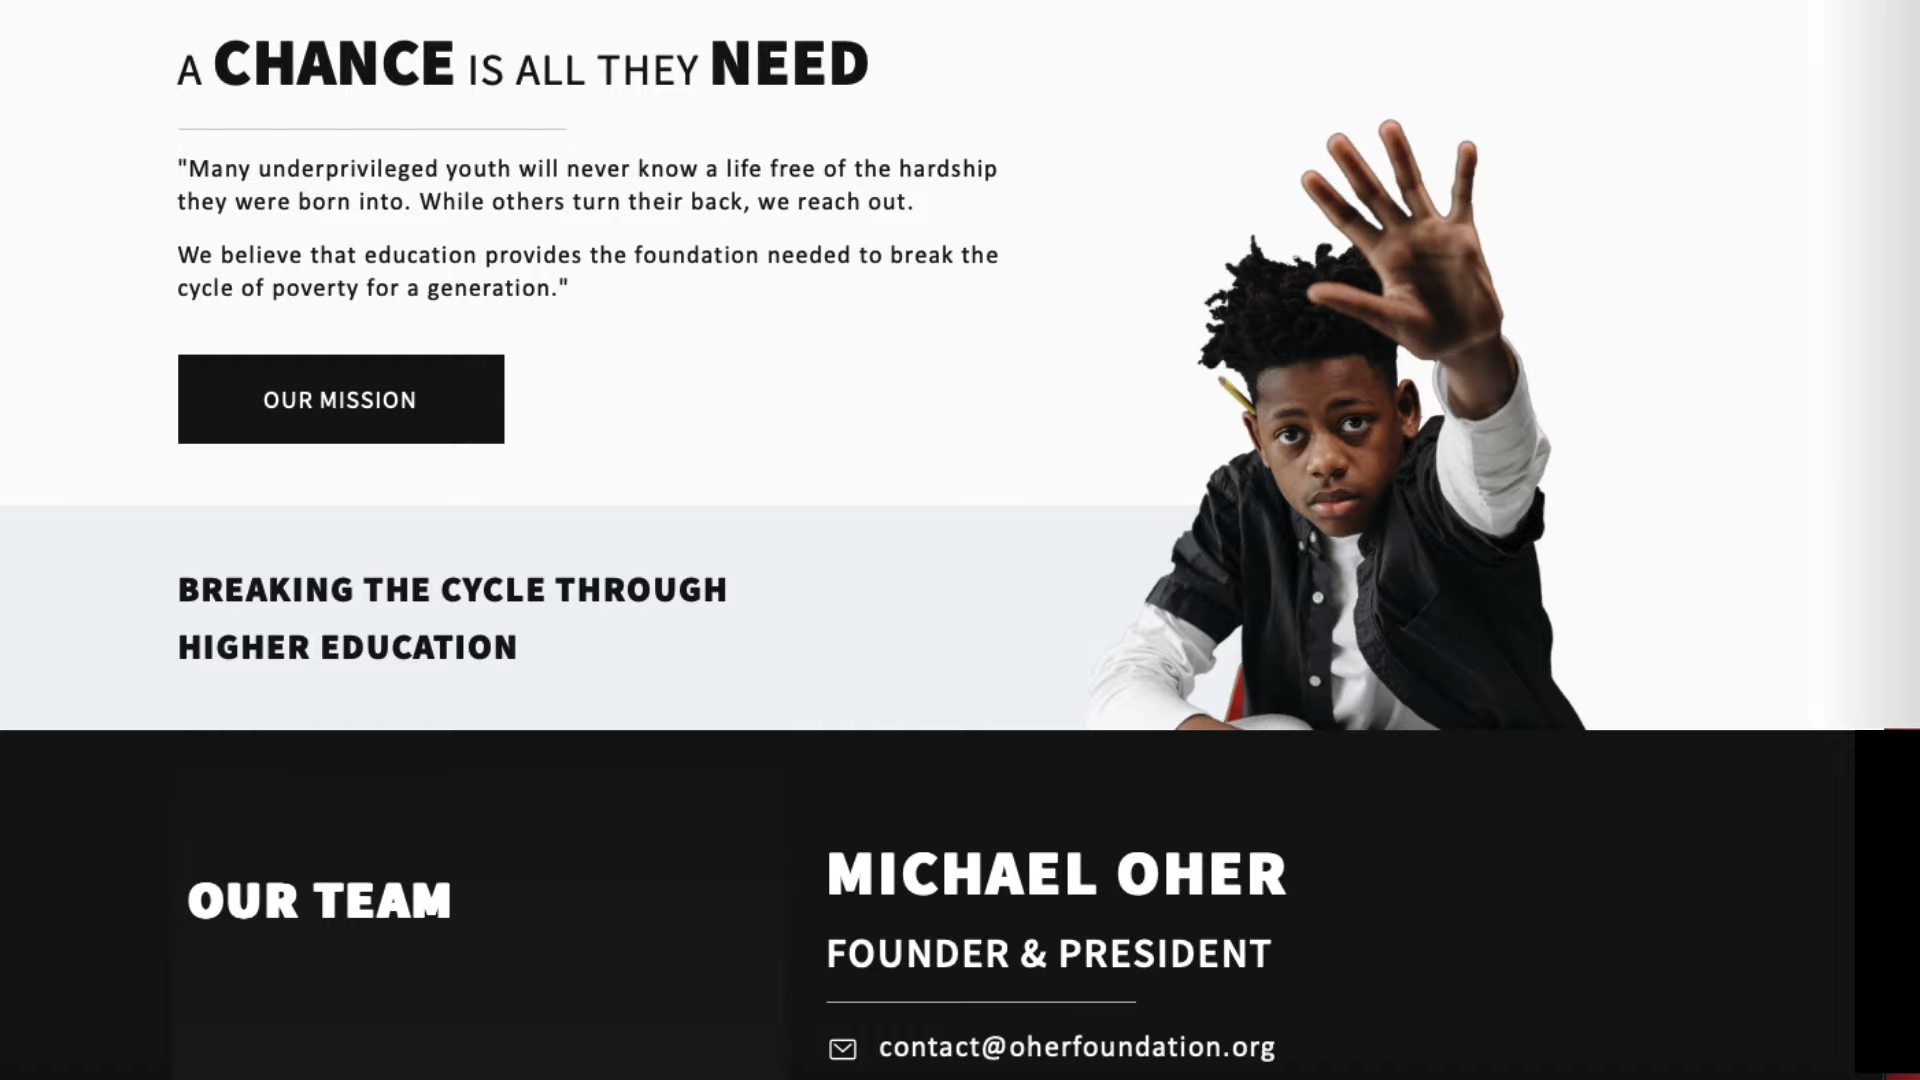 A CHANCE IS ALL THEY NEED
"Many underprivileged youth will never know a life free of the hardship
they were born into. While others turn their back, we reach out.
We believe that education provides the foundation needed to break the
cycle of poverty for a generation."
OUR MISSION
BREAKING THE CYCLE THROUGH
HIGHER EDUCATION
OUR TEAM
MICHAEL OHER
FOUNDER & PRESIDENT
contact@oherfoundation.org